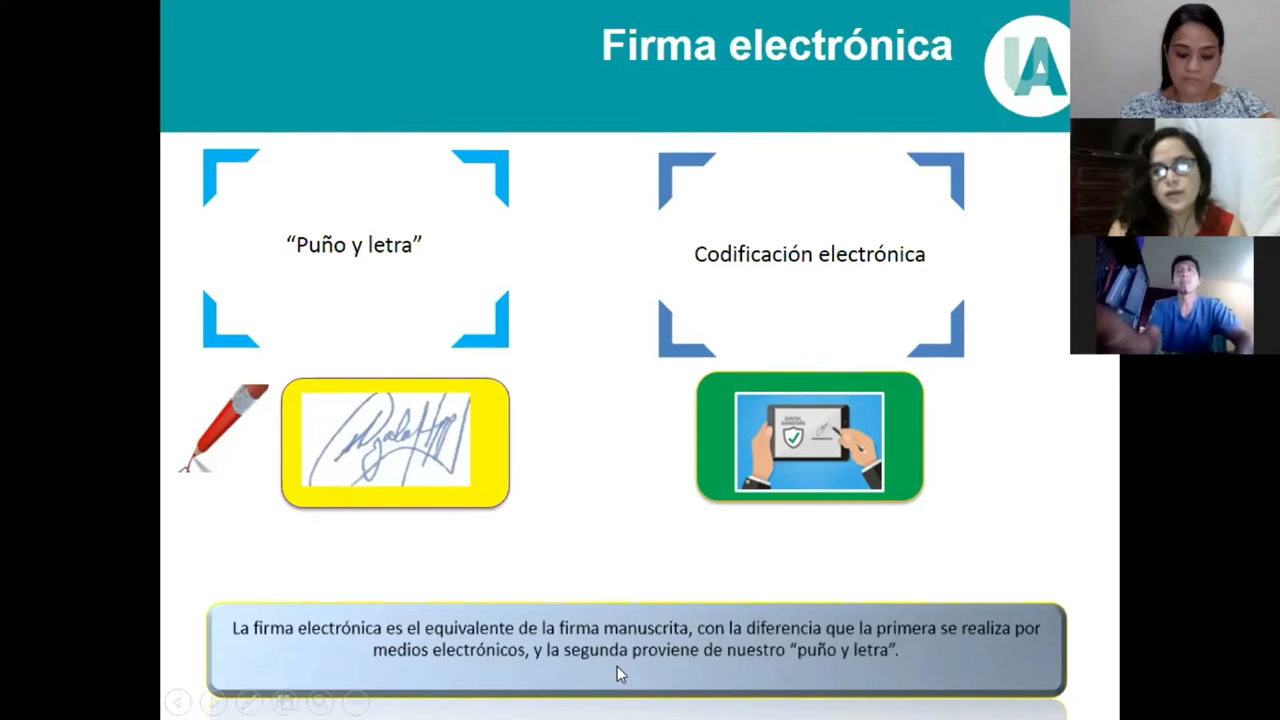 Firma electrónica
UA
“Puño y letra”
Codificación electrónica
La firma electrónica es el equivalente de la firma manuscrita, con la diferencia que la primera se realiza por
medios electrónicos, y la segunda proviene de nuestro “puño y letra”.